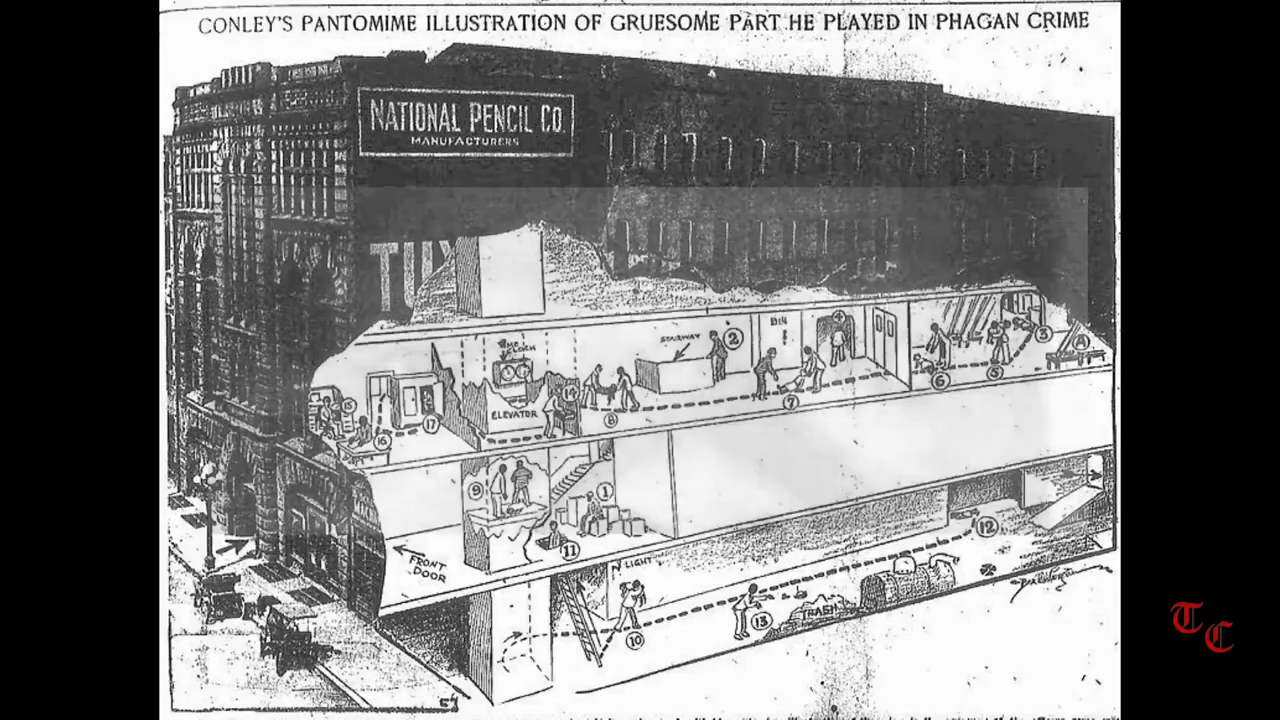 CONLEY'S PANTOMIME ILLUSTRATION OF GRUESOME PART HE PLAYED IN PHAGAN CRIME
NATIONAL PENCIL CO.
MANUFACTURERS
TIME
CLOCK
STAIRWAY
BIN
2
4
3
A
ELEVATOR
14
15
16
17
8
7
6
5
9
1
11
FRONT
DOOR
LIGHT
10
12
13
TRASH
TC